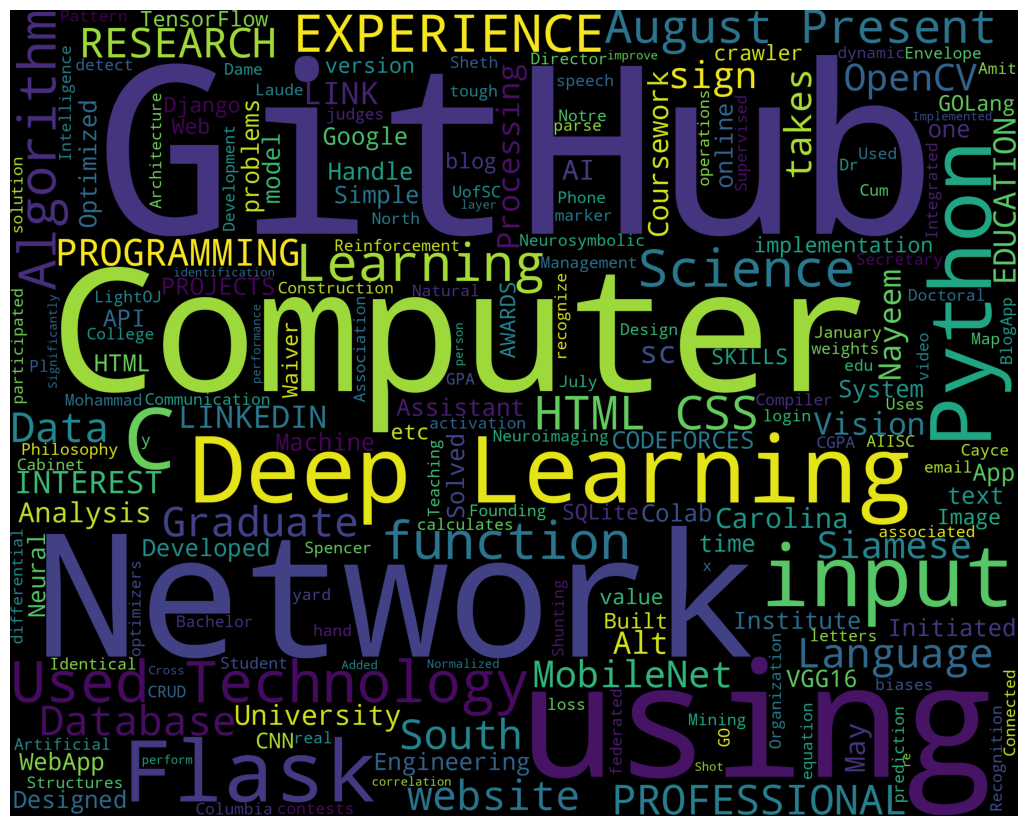 TensorFlow
RESEARCH
EXPERIENCE
August Present
Pattern
detect
Dame
version
Sheth
Director
improve
crawler
dynamic
Envelope
Amit
Algorithm
Intelligence
Optimized
Architecture
Django
Web
Laude
LINK
judges
tough
speech
sign
OpenCV
GOLang
go
GitHub
problems
model
Google
Handle
Simple
North
UofSC
blog
layer
Processing
Notre
parse
AI
Phone
marker
Coursework
online
operations
Supervised
takes
one
Dr
Used
Cum
Implemented
Integrated
Python
EDUCATION
solution
Development
PROGRAMMING
Reinforcement
Learning
Neurosymbolic
Management
Science
implementation
Secretary
identification
PROJECTS
Construction
Natural
Computer
LightOJ
API
College
HTML
participated
Significantly
Pl
Mohammad
Communication
performance
Waiver
Association
person
AWARDS
GPA
recognize
July
Design
sc
SKILLS
January
weights
edu
Nayeem
Doctoral
Map
BlogApp
video
System
Uses
Data
C
y
LINKEDIN
Assistant
activation
HTML CSS
Compiler
login
Vision
Philosophy
Cabinet
Machine
etc
Neuroimaging
CODEFORCES
CGPA
AIISC
Cayce
INTEREST
Deep Learning
Teaching
Solved
email
App
Analysis
Graduate
calculates
Founding
SQLite
Colab
Carolina
text
Image
associated
differential
Neural
Developed
Spencer
function
time
Siamese
Network
optimizers
Bachelor
yard
hand
Shunting
value
Built
Alt
x
input
Institute
letters
Initiated
Identical
Cross
Student
Added
Normalized
Language
Used Technology
CRUD
MobileNet
VGG16
biases
Database
University
loss
using
federated
Mining
GO
Organization
May
Connected
Artificial
WebApp
Structures
Designed
Flask
perform
CNN
real
South
Engineering
correlation
Shot
equation
prediction
Recognition
e
Columbia
contests
website
PROFESSIONAL